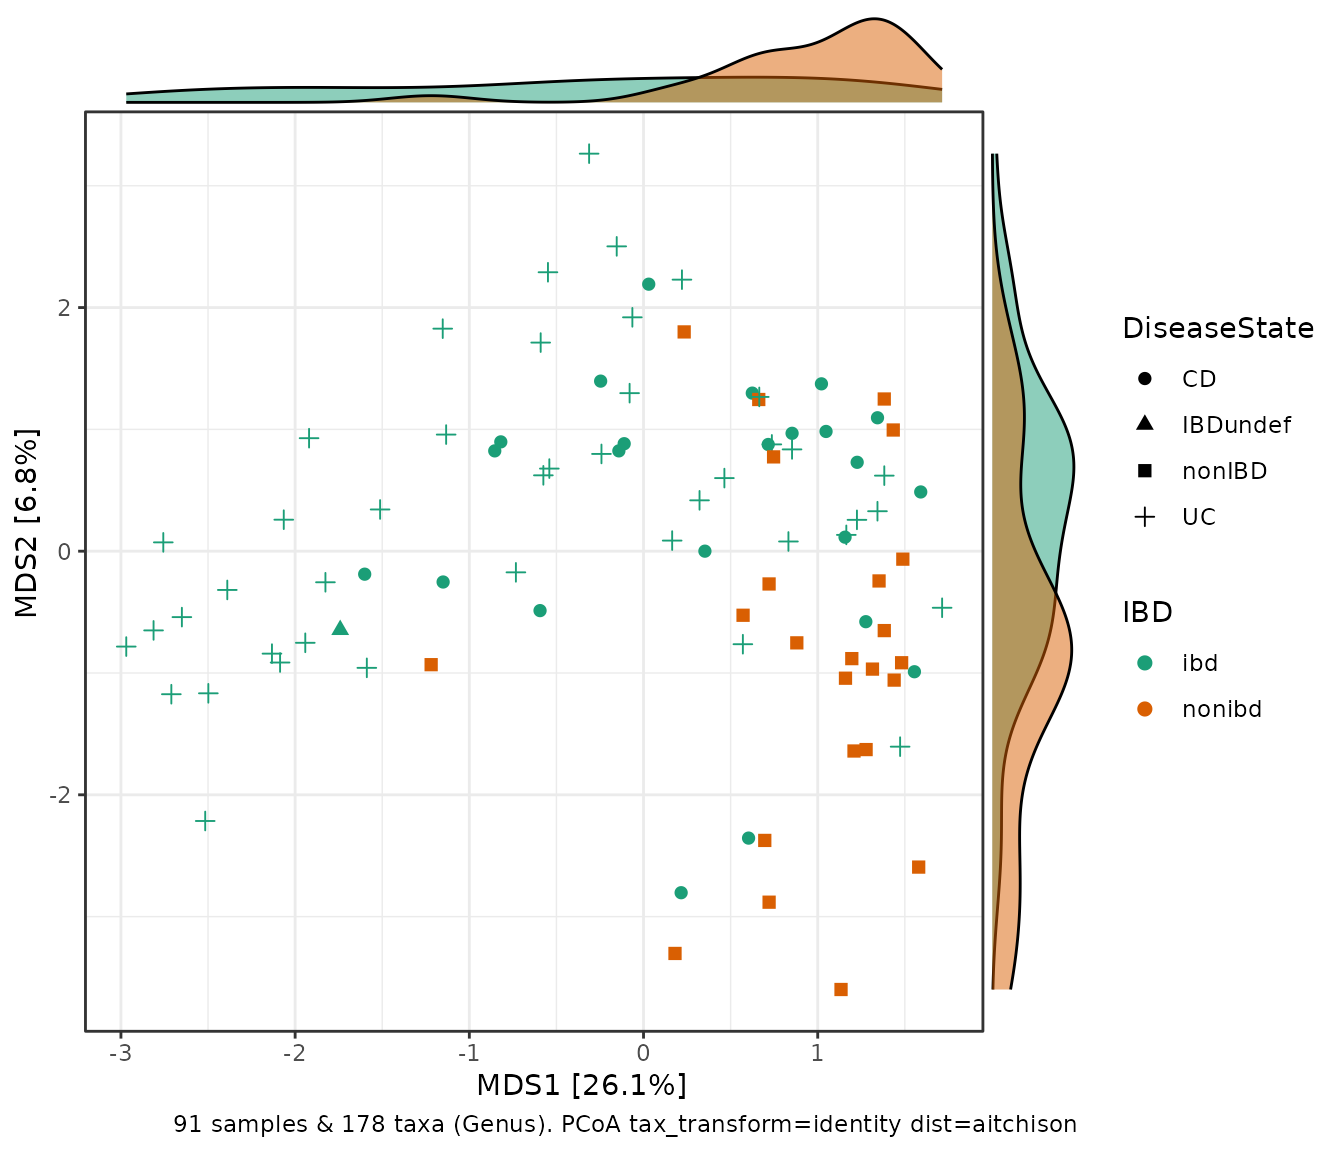 2
0
-2
MDS2 [6.8%]
-3
-2
-1
0
1
MDS1 [26.1%]
91 samples & 178 taxa (Genus). PCoA tax_transform=identity dist=aitchison
DiseaseState
CD
IBDundef
nonIBD
UC
IBD
ibd
nonibd